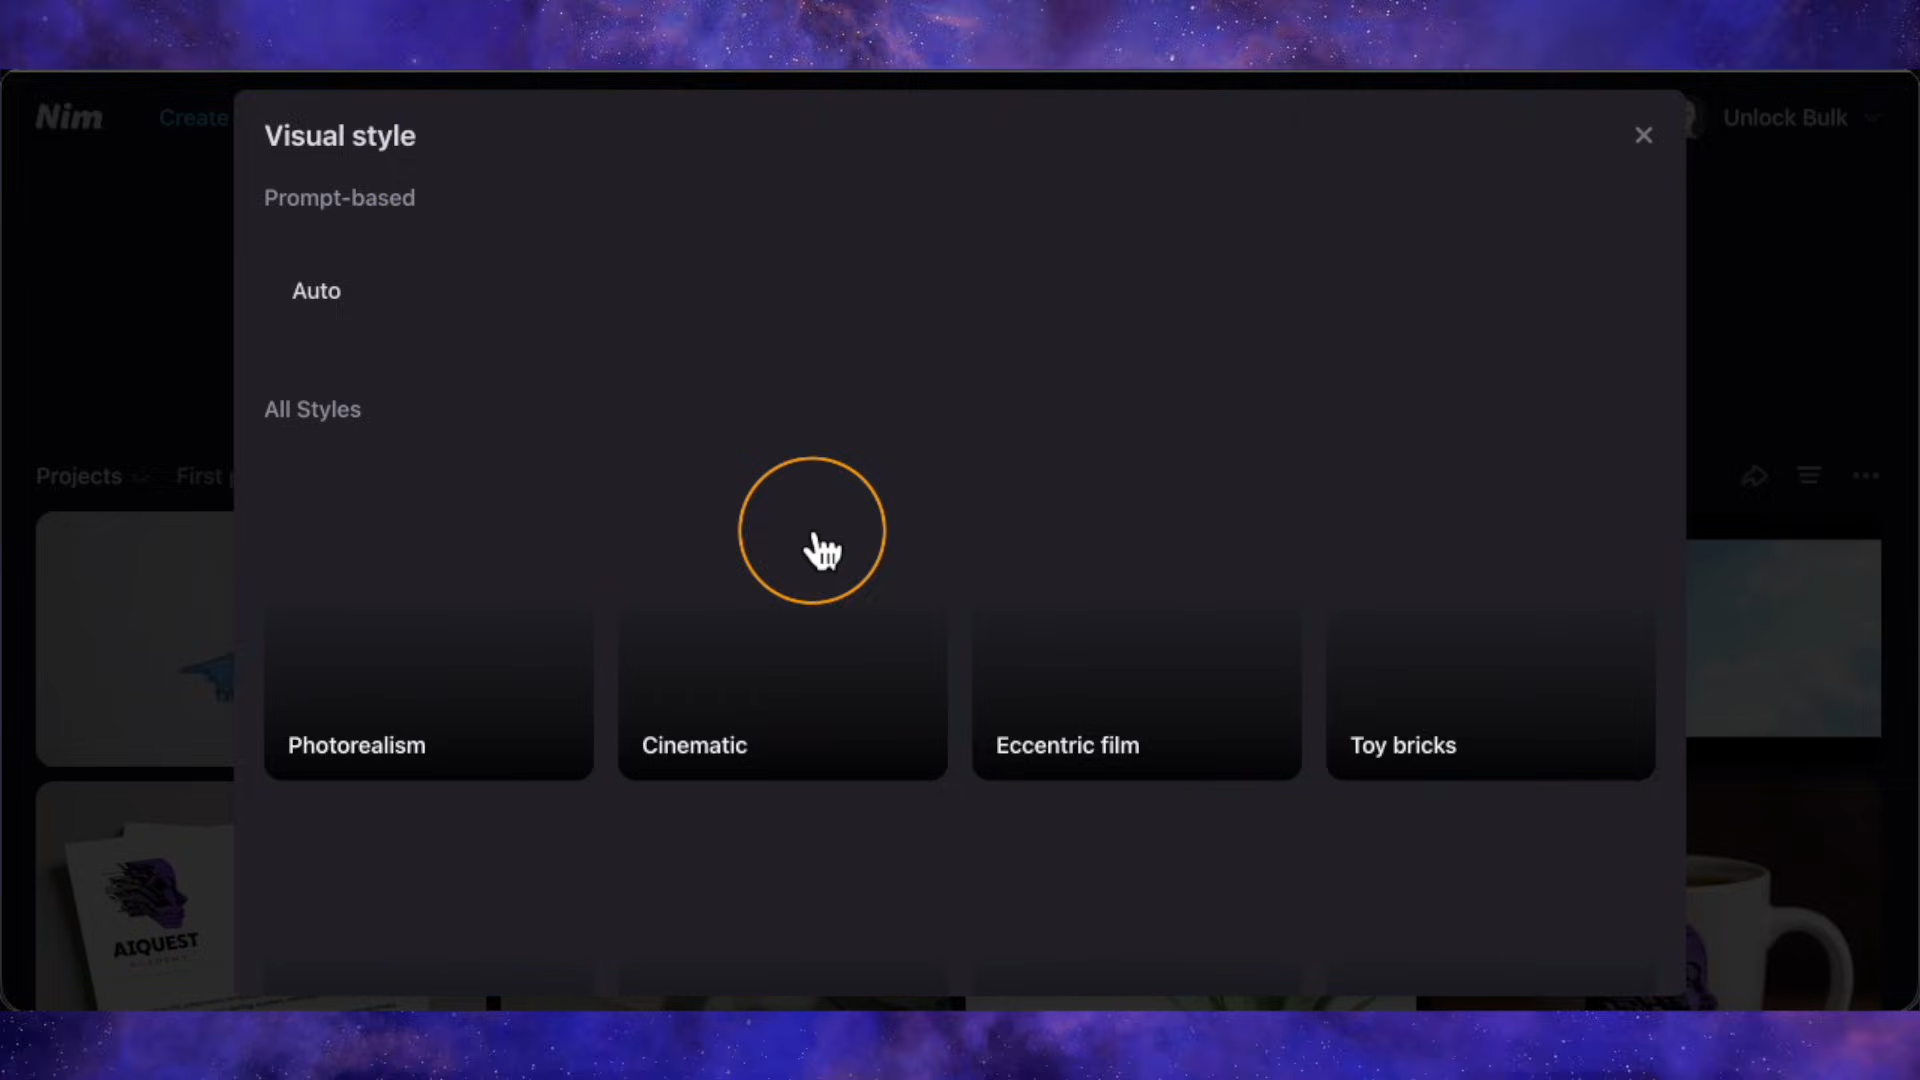 Nim
Create
Unlock Bulk
Visual style
Prompt-based
Auto
All Styles
Projects
First
Photorealism
Cinematic
Eccentric film
Toy bricks
AIQUEST
ACADEMY